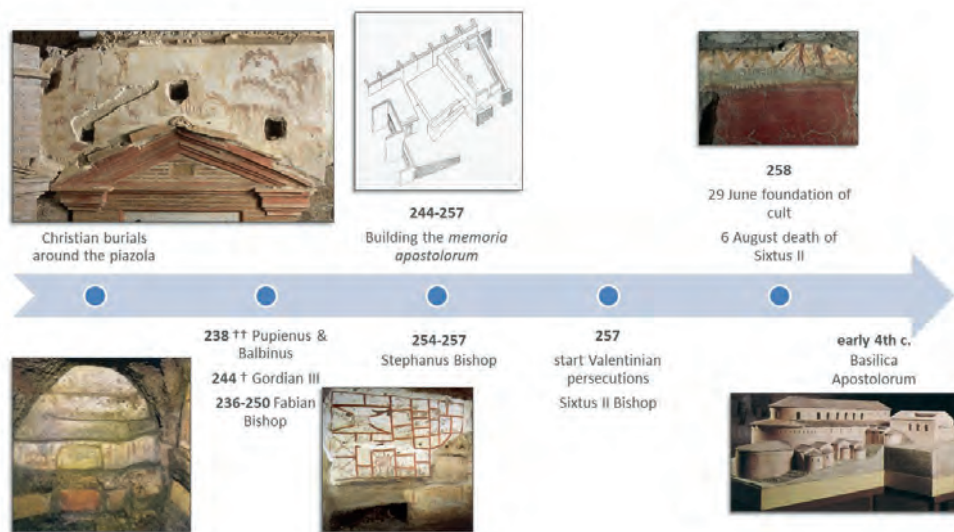 Christian burials
around the piazola
244-257
Building the memoria
apostolorum
258
29 June foundation of
cult
6 August death of
Sixtus II
238 †† Pupienus &
Balbinus
244 † Gordian III
236-250 Fabian
Bishop
254-257
Stephanus Bishop
257
start Valentinian
persecutions
Sixtus II Bishop
early 4th c.
Basilica
Apostolorum